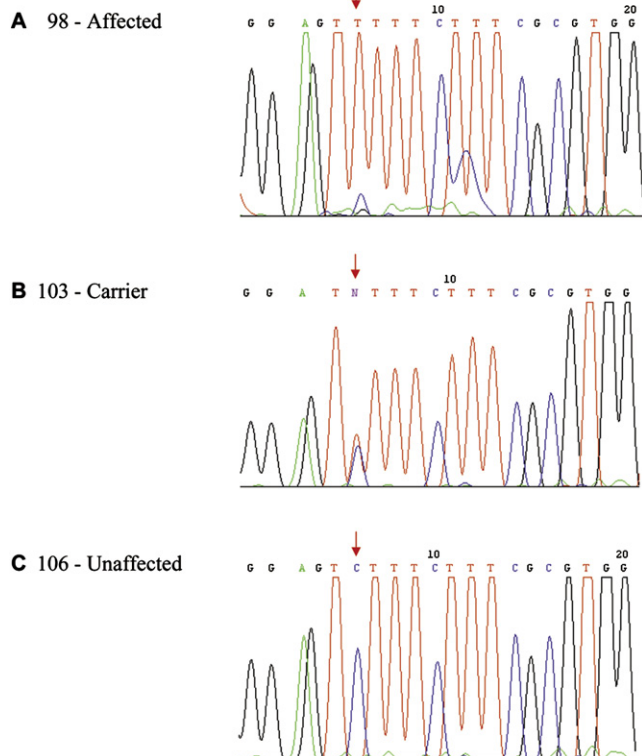 10 20
A 98 - Affected G G A G T T T T T C T T T C G C G T G G
10
B 103 - Carrier G G A T N T T T C T T T C G C G T G G
10 20
C 106 - Unaffected G G A G T C T T T C T T T C G C G T G G